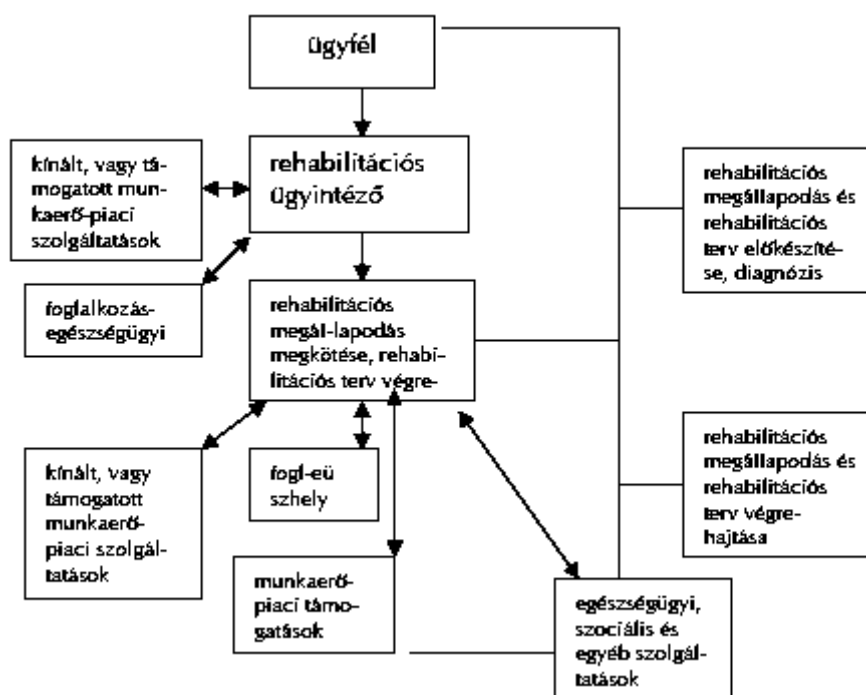 ügyfél
rehabilitációs
ügyintéző
kínált, vagy tá-
mogatott mun-
kaerő-piaci
szolgáltatások
rehabilitációs
megállapodás és
rehabilitációs
terv előkészíté-
se, diagnózis
foglalkozás-
egészségügyi
rehabilitációs
megál-lapodás
megkötése, rehabi-
litációs terv végre-
kínált, vagy
támogatott
munkaerő-
piaci szolgál-
tatások
fogl-eü
szhely
rehabilitációs
megállapodás és
rehabilitációs
terv végre-
hajtása
munkaerő-
piaci támo-
gatások
egészségügyi,
szociális és
egyéb szolgál-
tatások